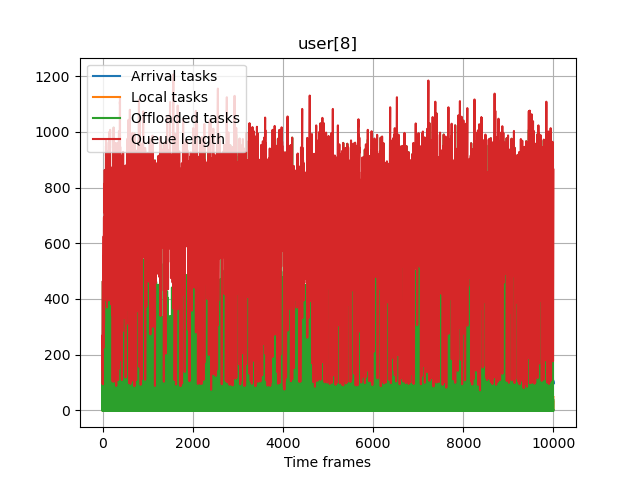 user[8]
1200
1000
800
600
400
200
0
Arrival tasks
Local tasks
Offloaded tasks
Queue length
0 2000 4000 6000 8000 10000
Time frames